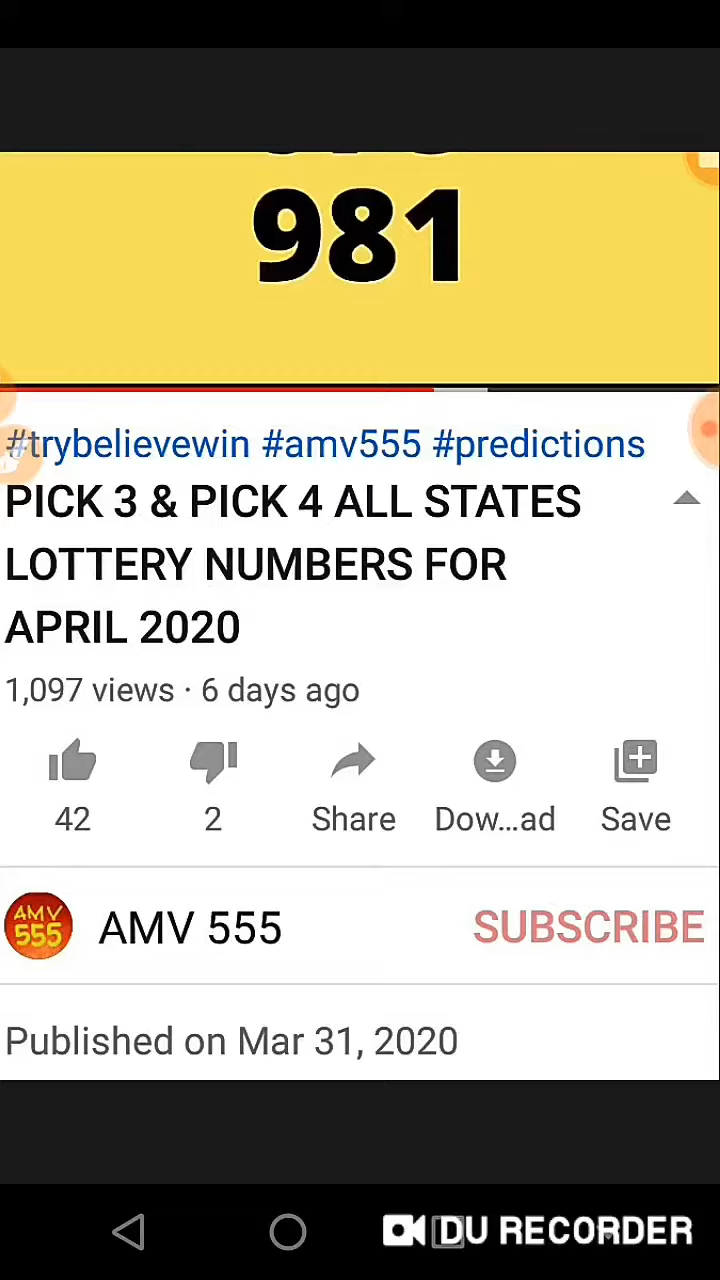 981
#trybelievewin #amv555 #predictions
PICK 3 & PICK 4 ALL STATES
LOTTERY NUMBERS FOR
APRIL 2020
1,097 views · 6 days ago
42 2 Share Dow...ad Save
AMV 555 AMV 555 SUBSCRIBE
Published on Mar 31, 2020
DU RECORDER